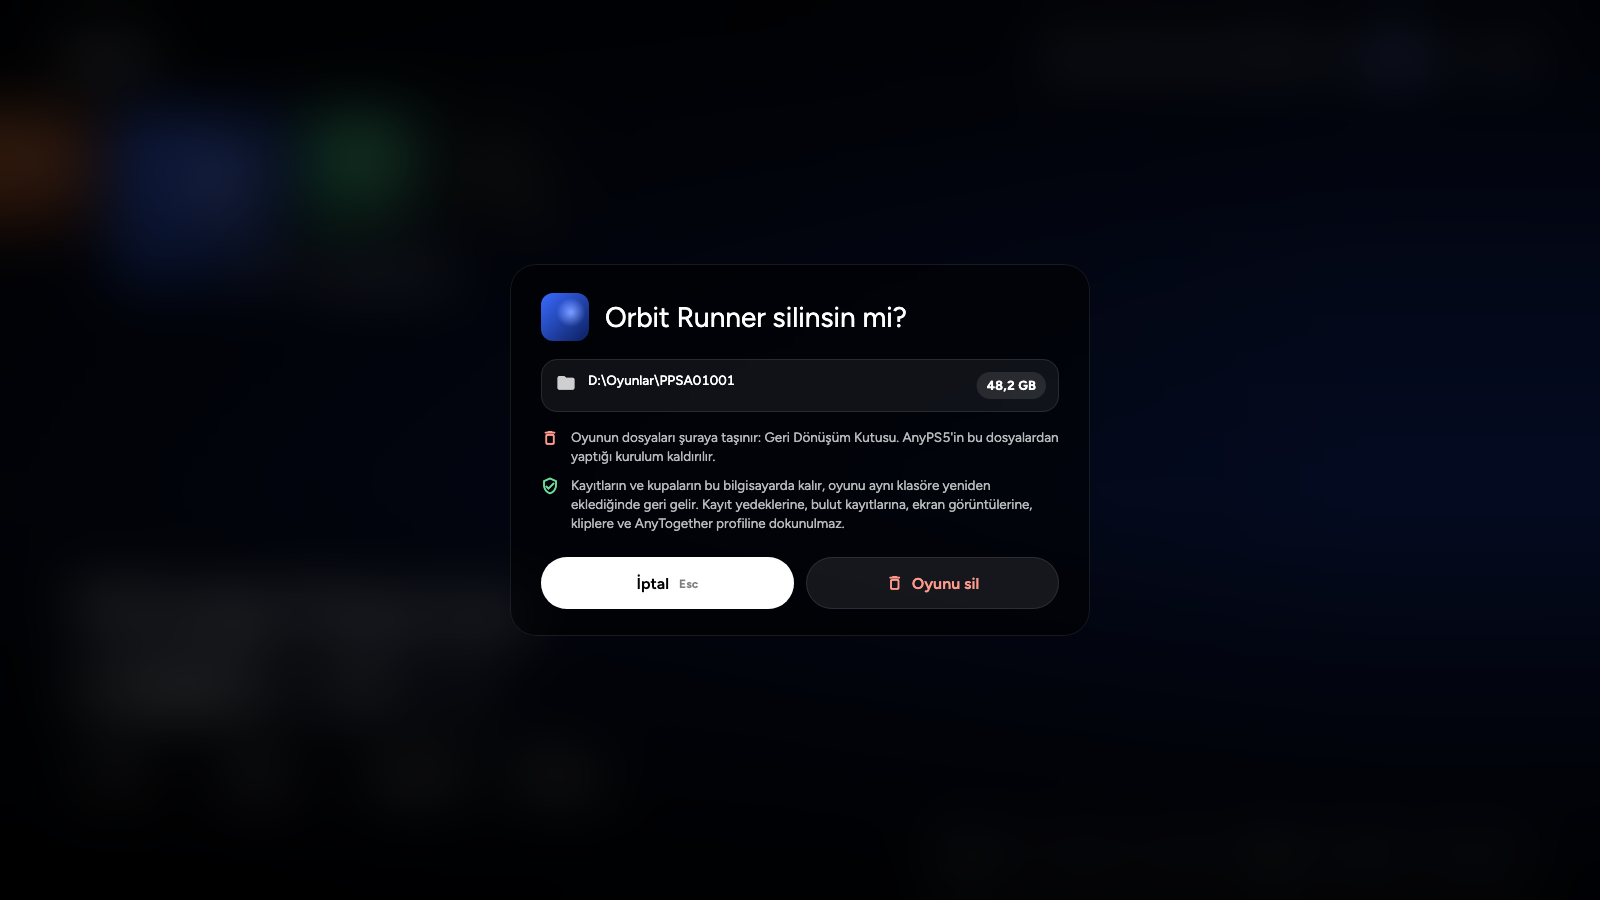 Orbit Runner silinsin mi?
D:\Oyunlar\PPSA01001
48,2 GB
Oyunun dosyaları şuraya taşınır: Geri Dönüşüm Kutusu. AnyPS5'in bu dosyalardan
yaptığı kurulum kaldırılır.
Kayıtların ve kupaların bu bilgisayarda kalır, oyunu aynı klasöre yeniden
eklediğinde geri gelir. Kayıt yedeklerine, bulut kayıtlarına, ekran görüntülerine,
kliplere ve AnyTogether profiline dokunulmaz.
İptal Esc
Oyunu sil